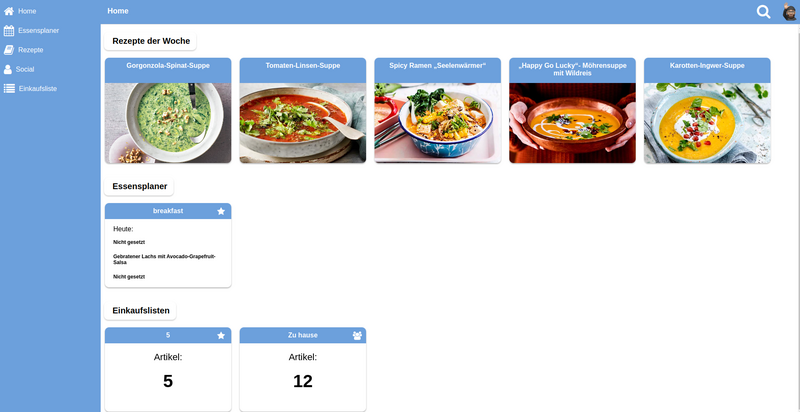 Home
Essensplaner
Rezepte
Social
Einkaufsliste
Home
Rezepte der Woche
Gorgonzola-Spinat-Suppe
Tomaten-Linsen-Suppe
Spicy Ramen „Seelenwärmer“
„Happy Go Lucky“- Möhrensuppe
mit Wildreis
Karotten-Ingwer-Suppe
Essensplaner
breakfast
Heute:
Nicht gesetzt
Gebratener Lachs mit Avocado-Grapefruit-
Salsa
Nicht gesetzt
Einkaufslisten
5
Artikel:
5
Zu hause
Artikel:
12